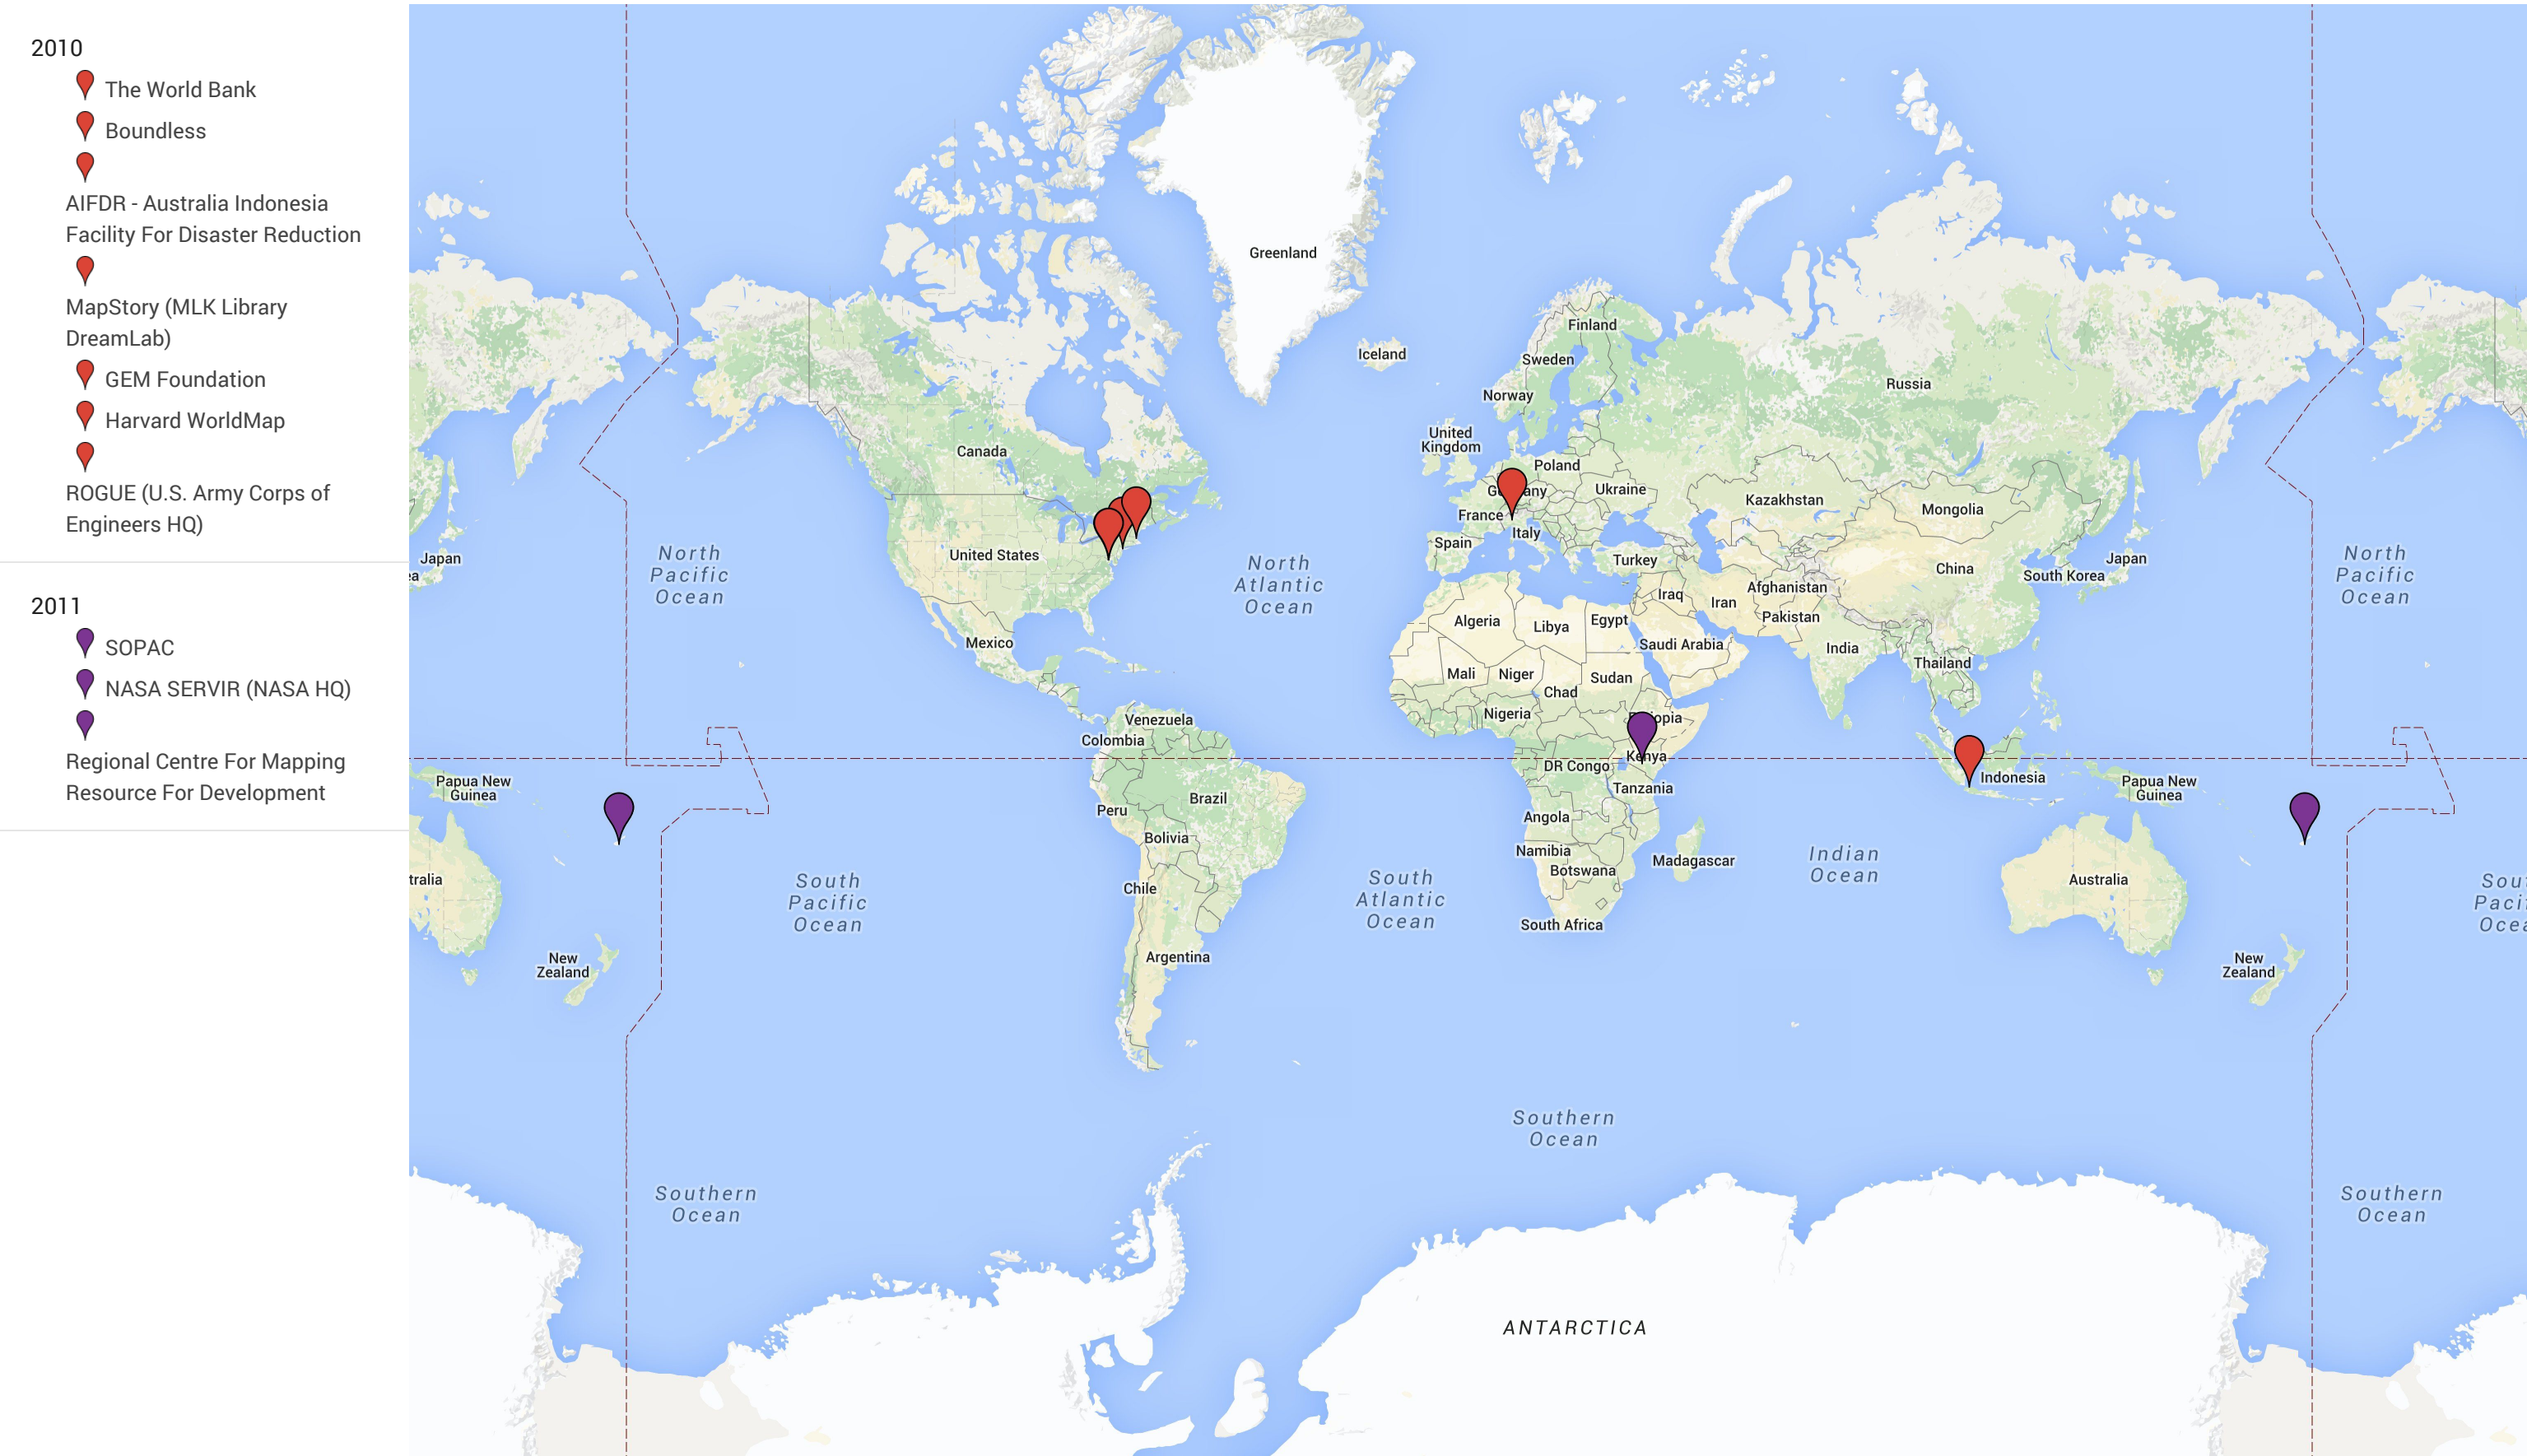 2010
The World Bank
Boundless
AIFDR - Australia Indonesia
Facility For Disaster Reduction
MapStory (MLK Library
DreamLab)
GEM Foundation
Harvard WorldMap
ROGUE (U.S. Army Corps of
Engineers HQ)
2011
SOPAC
NASA SERVIR (NASA HQ)
Regional Centre For Mapping
Resource For Development
Greenland
Iceland
Finland
Sweden
Norway
Russia
United
Kingdom
Canada
Poland
Ukraine
Kazakhstan
Mongolia
France
Italy
Spain
Turkey
United States
Japan
Japan
South Korea
China
Afghanistan
Iraq
Iran
Pakistan
North
Pacific
Ocean
North
Atlantic
Ocean
North
Pacific
Ocean
Algeria
Libya
Egypt
Saudi Arabia
India
Mexico
Thailand
Mali
Niger
Sudan
Chad
Nigeria
Venezuela
Colombia
Kenya
DR Congo
Indonesia
Papua New
Guinea
Papua New
Guinea
Tanzania
Brazil
Peru
Angola
Bolivia
Namibia
Madagascar
Botswana
Indian
Ocean
tralia
Australia
Chile
South
Pacific
Ocean
South
Atlantic
Ocean
South Africa
Argentina
New
Zealand
New
Zealand
Southern
Ocean
Southern
Ocean
Southern
Ocean
ANTARCTICA